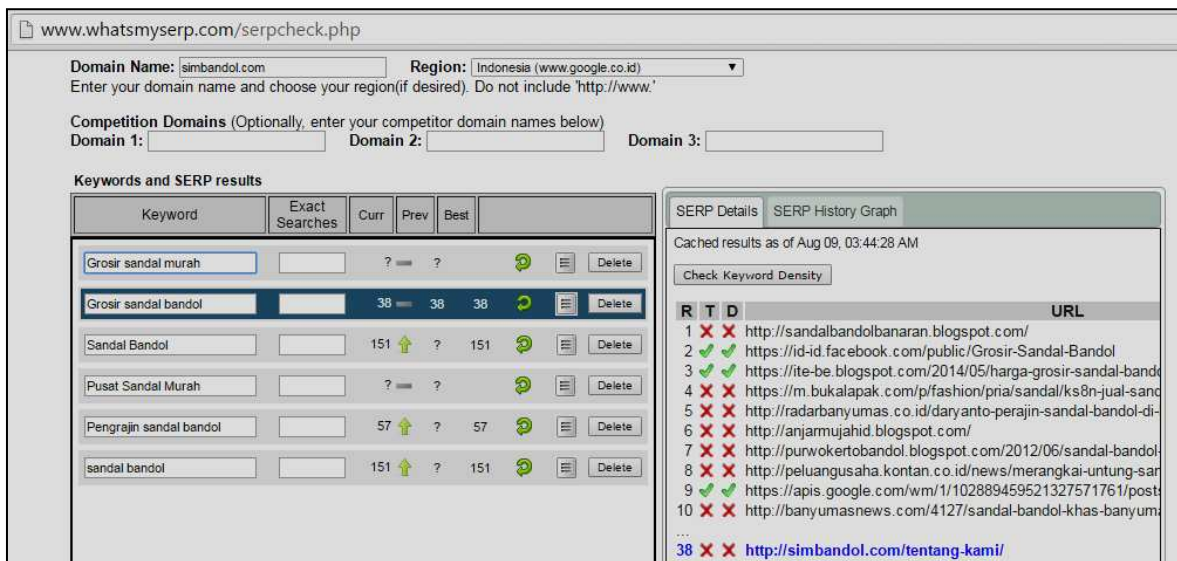 www.whatsmyserp.com/serpcheck.php
Domain Name: simbandol.com Region: Indonesia (www.google.co.id)
Enter your domain name and choose your region(if desired). Do not include 'http://www.'
Competition Domains (Optionally, enter your competitor domain names below)
Domain 1: Domain 2: Domain 3:
Keywords and SERP results
Keyword Exact Searches Curr Prev Best
Grosir sandal murah ? ? Delete
Grosir sandal bandol 38 38 38 Delete
Sandal Bandol 151 ? 151 Delete
Pusat Sandal Murah ? ? Delete
Pengrajin sandal bandol 57 ? 57 Delete
sandal bandol 151 ? 151 Delete
SERP Details SERP History Graph
Cached results as of Aug 09, 03:44:28 AM
Check Keyword Density
R T D URL
1 http://sandalbandolbanaran.blogspot.com/
2 https://id-id.facebook.com/public/Grosir-Sandal-Bandol
3 https://ite-be.blogspot.com/2014/05/harga-grosir-sandal-bando
4 https://m.bukalapak.com/p/fashion/pria/sandal/ks8n-jual-sand
5 http://radarbanyumas.co.id/daryanto-perajin-sandal-bandol-di-
6 http://anjarmujahid.blogspot.com/
7 http://purwokertobandol.blogspot.com/2012/06/sandal-bandol-
8 http://peluangusaha.kontan.co.id/news/merangkai-untung-san
9 https://apis.google.com/wm/1/102889459521327571761/posts
10 http://banyumasnews.com/4127/sandal-bandol-khas-banyuma
...
38 http://simbandol.com/tentang-kami/